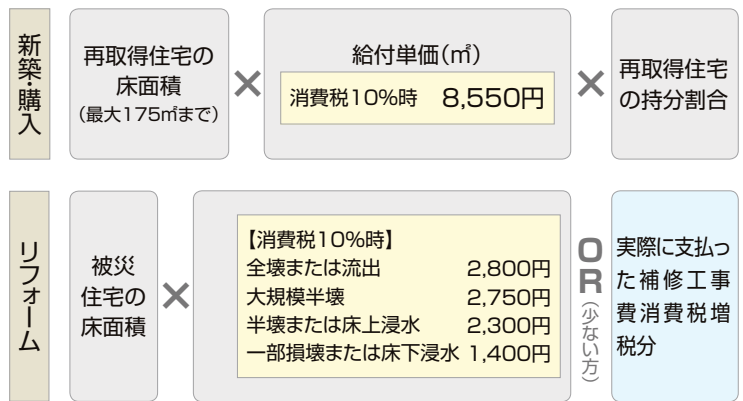 新築・購入
再取得住宅の
床面積
（最大175㎡まで）
×
給付単価（㎡）
消費税10％時 8,550円
×
再取得住宅
の持分割合
リフォーム
被災
住宅の
床面積
×
【消費税10％時】
全壊または流出 2,800円
大規模半壊 2,750円
半壊または床上浸水 2,300円
一部損壊または床下浸水 1,400円
OR（少ない方）
実際に支払っ
た補修工事
費消費税増
税分